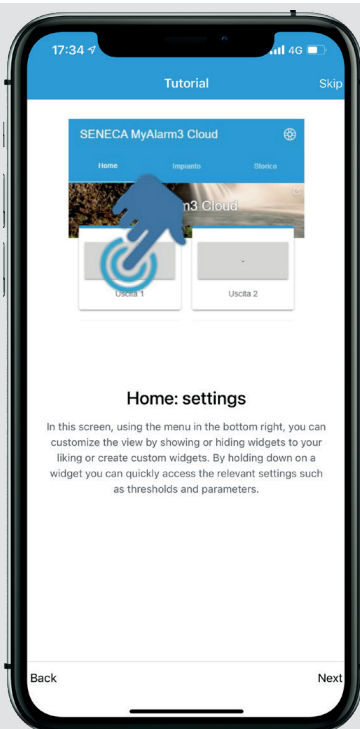 17:34
4G
Tutorial
Skip
SENECA MyAlarm3 Cloud
Home
Impianto
Storico
m3 Cloud
Uscita 1
-
Uscita 2
Home: settings
In this screen, using the menu in the bottom right, you can
customize the view by showing or hiding widgets to your
liking or create custom widgets. By holding down on a
widget you can quickly access the relevant settings such
as thresholds and parameters.
Back
Next